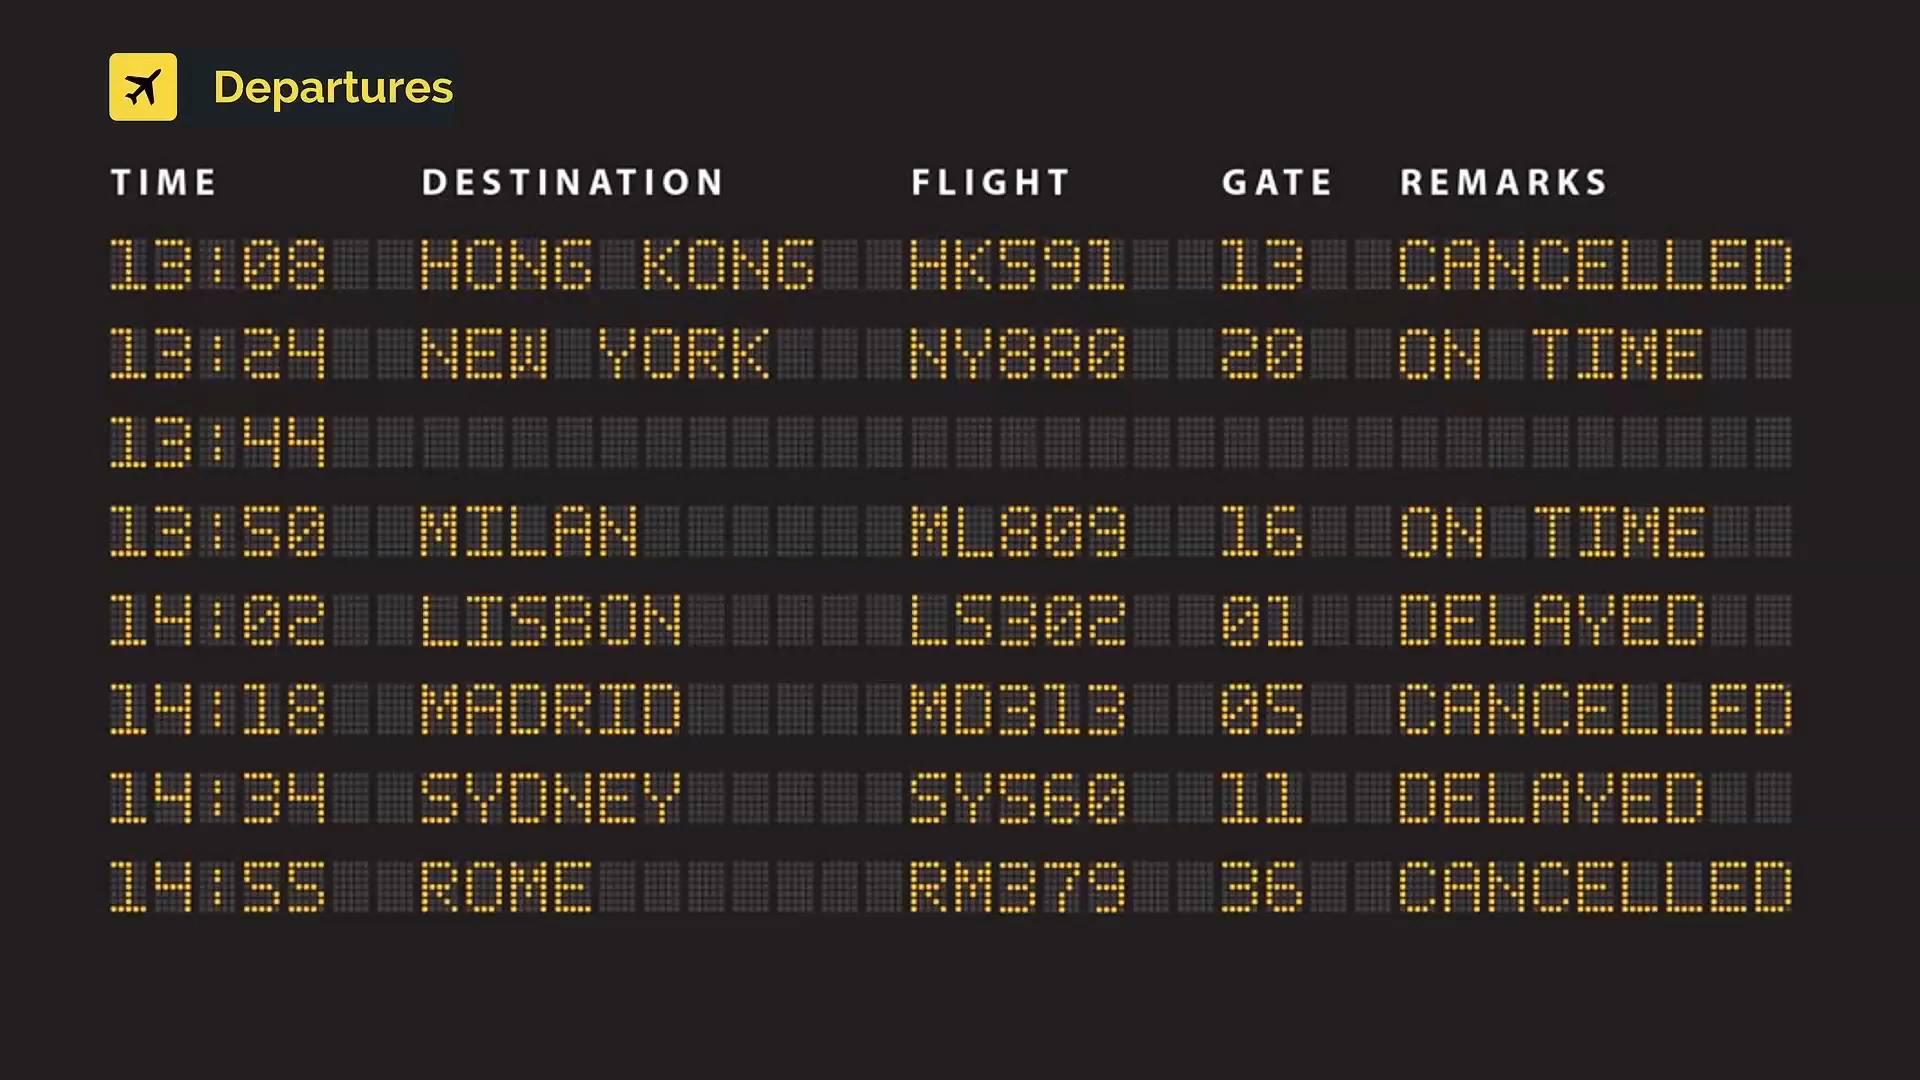 Departures
TIME DESTINATION FLIGHT GATE REMARKS
13:08 HONG KONG HK591 13 CANCELLED
13:24 NEW YORK NY880 20 ON TIME
13:44
13:50 MILAN ML809 16 ON TIME
14:02 LISBON LS302 01 DELAYED
14:18 MADRID MD313 05 CANCELLED
14:34 SYDNEY SY560 11 DELAYED
14:55 ROME RM379 36 CANCELLED